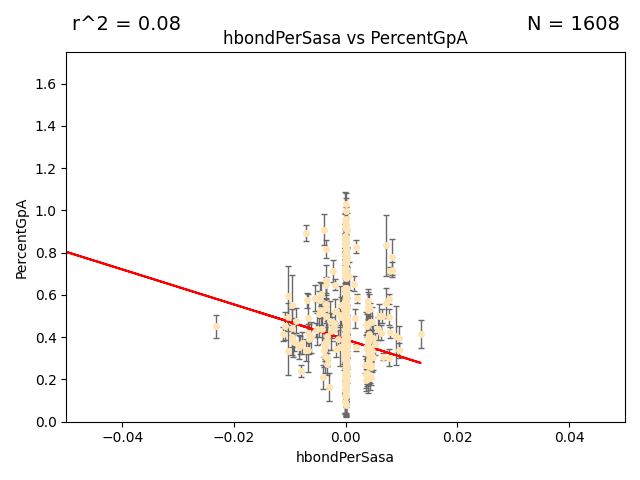 r^2 = 0.08
N = 1608
hbondPerSasa vs PercentGpA
1.6
1.4
1.2
1.0
0.8
0.6
0.4
0.2
0.0
PercentGpA
−0.04
−0.02
0.00
0.02
0.04
hbondPerSasa